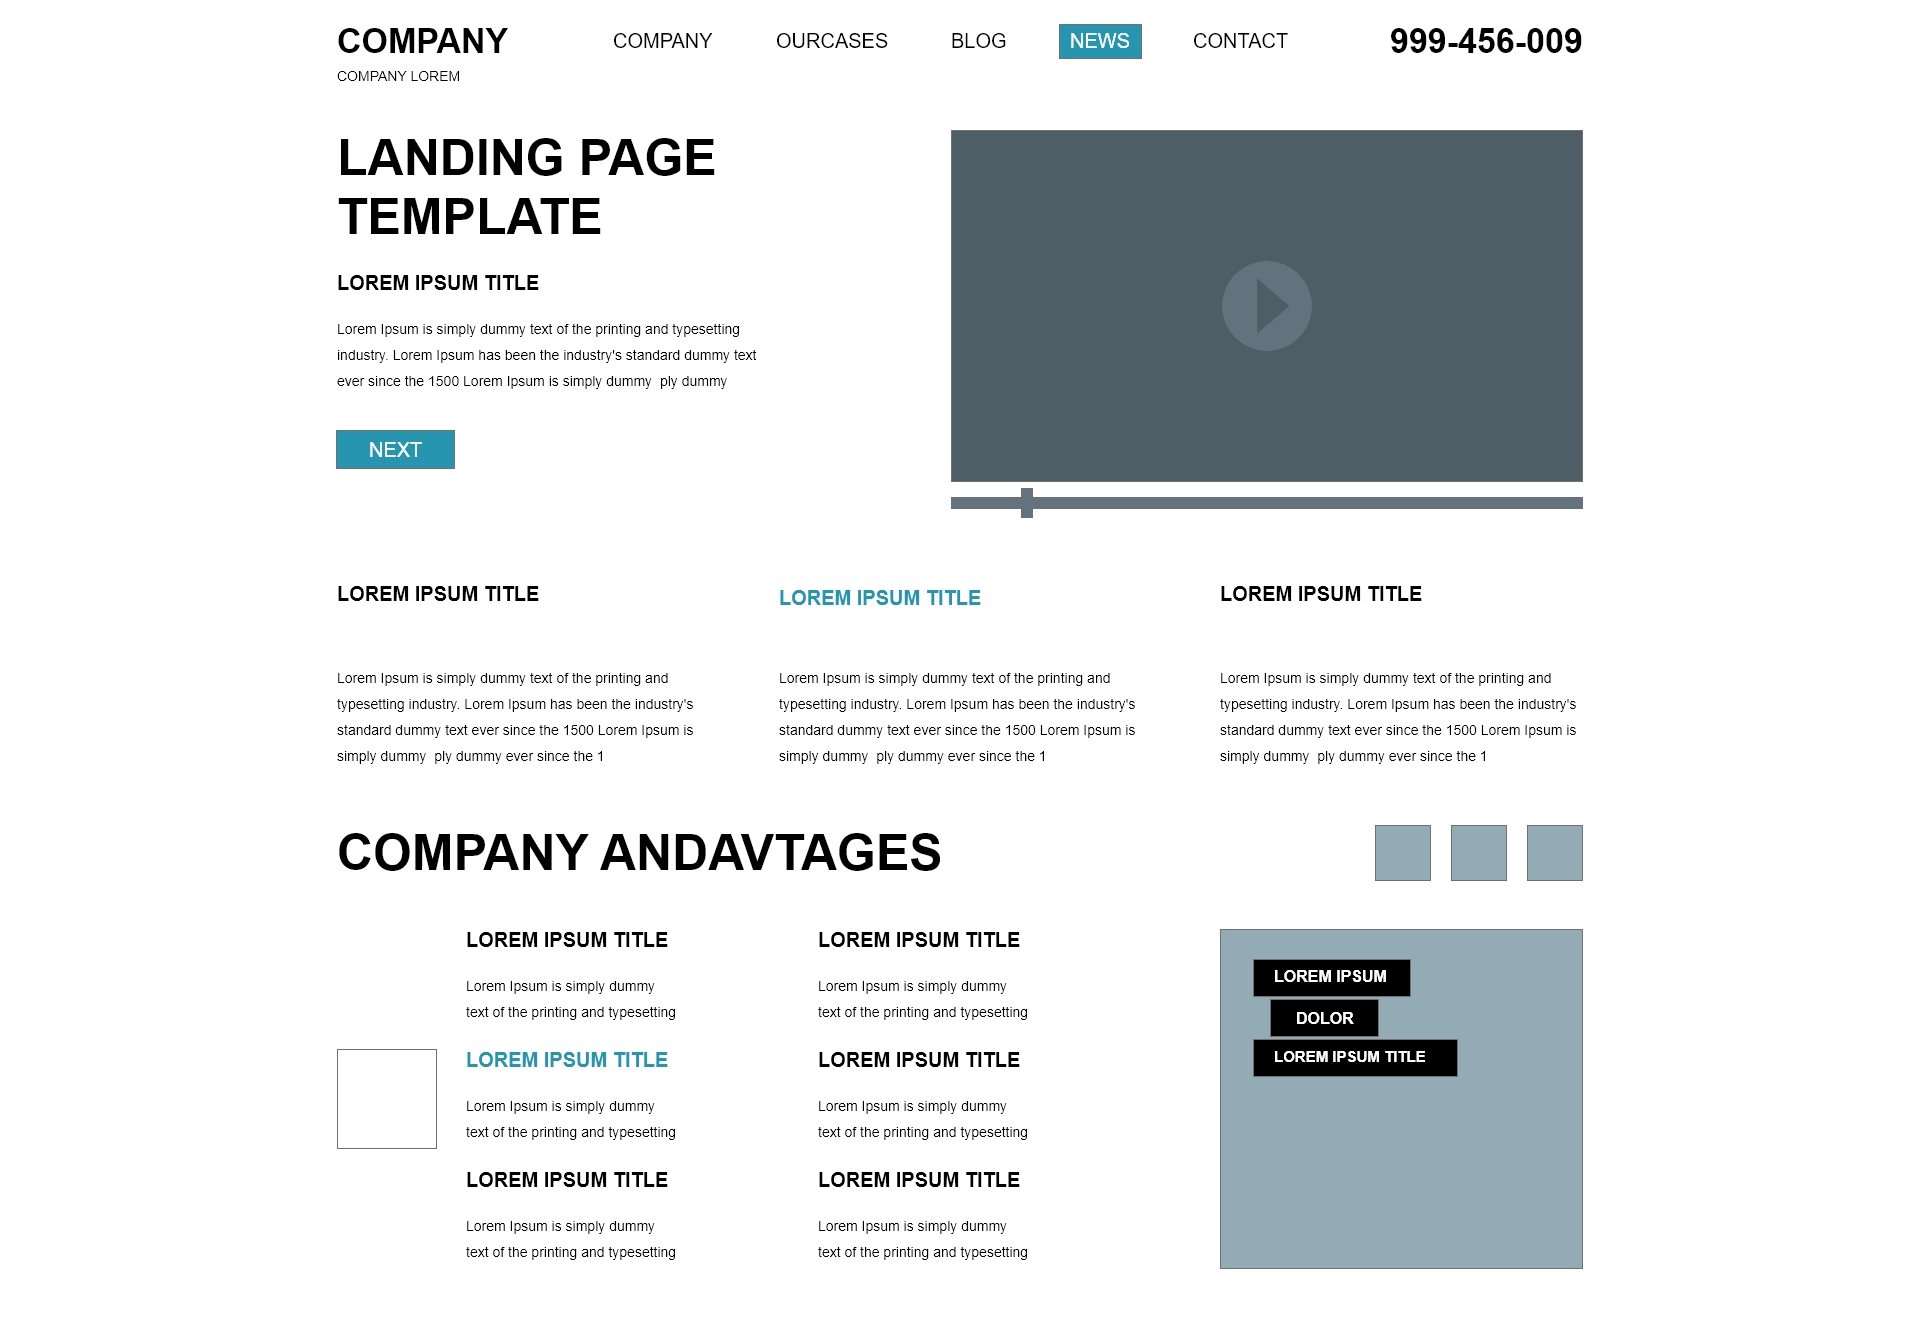 COMPANY
COMPANY LOREM
COMPANY
OURCASES
BLOG
NEWS
CONTACT
999-456-009
LANDING PAGE
TEMPLATE
LOREM IPSUM TITLE
Lorem Ipsum is simply dummy text of the printing and typesetting
industry. Lorem Ipsum has been the industry's standard dummy text
ever since the 1500 Lorem Ipsum is simply dummy  ply dummy
NEXT
LOREM IPSUM TITLE
Lorem Ipsum is simply dummy text of the printing and
typesetting industry. Lorem Ipsum has been the industry's
standard dummy text ever since the 1500 Lorem Ipsum is
simply dummy  ply dummy ever since the 1
LOREM IPSUM TITLE
Lorem Ipsum is simply dummy text of the printing and
typesetting industry. Lorem Ipsum has been the industry's
standard dummy text ever since the 1500 Lorem Ipsum is
simply dummy  ply dummy ever since the 1
LOREM IPSUM TITLE
Lorem Ipsum is simply dummy text of the printing and
typesetting industry. Lorem Ipsum has been the industry's
standard dummy text ever since the 1500 Lorem Ipsum is
simply dummy  ply dummy ever since the 1
COMPANY ANDAVTAGES
LOREM IPSUM TITLE
Lorem Ipsum is simply dummy
text of the printing and typesetting
LOREM IPSUM TITLE
Lorem Ipsum is simply dummy
text of the printing and typesetting
LOREM IPSUM TITLE
Lorem Ipsum is simply dummy
text of the printing and typesetting
LOREM IPSUM TITLE
Lorem Ipsum is simply dummy
text of the printing and typesetting
LOREM IPSUM TITLE
Lorem Ipsum is simply dummy
text of the printing and typesetting
LOREM IPSUM TITLE
Lorem Ipsum is simply dummy
text of the printing and typesetting
LOREM IPSUM
DOLOR
LOREM IPSUM TITLE